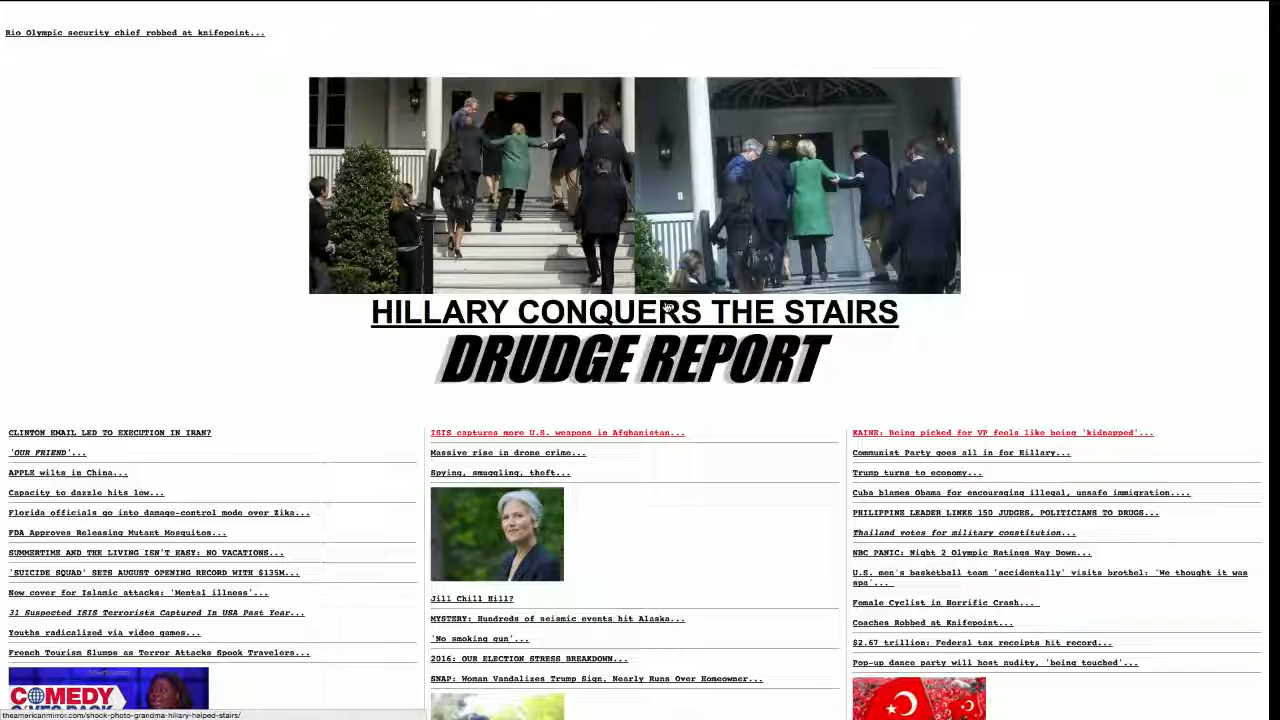 Rio Olympic security chief robbed at knifepoint...
HILLARY CONQUERS THE STAIRS
DRUDGE REPORT
CLINTON EMAIL LED TO EXECUTION IN IRAN?
'OUR FRIEND'...
APPLE wilts in China...
Capacity to dazzle hits low...
Florida officials go into damage-control mode over Zika...
FDA Approves Releasing Mutant Mosquitos...
SUMMERTIME AND THE LIVING ISN'T EASY: NO VACATIONS...
'SUICIDE SQUAD' SETS AUGUST OPENING RECORD WITH $135M...
New cover for Islamic attacks: 'Mental illness'...
31 Suspected ISIS Terrorists Captured In USA Past Year...
Youths radicalized via video games...
French Tourism Slumps as Terror Attacks Spook Travelers...
COMEDY
theamericanmirror.com/shock-photo-grandma-hillary-helped-stairs/
ISIS captures more U.S. weapons in Afghanistan...
Massive rise in drone crime...
Spying, smuggling, theft...
Jill Chill Hill?
MYSTERY: Hundreds of seismic events hit Alaska...
'No smoking gun'...
2016: OUR ELECTION STRESS BREAKDOWN...
SNAP: Woman Vandalizes Trump Sign, Nearly Runs Over Homeowner...
KAINE: Being picked for VP feels like being 'kidnapped'...
Communist Party goes all in for Hillary...
Trump turns to economy...
Cuba blames Obama for encouraging illegal, unsafe immigration....
PHILIPPINE LEADER LINKS 150 JUDGES, POLITICIANS TO DRUGS...
Thailand votes for military constitution...
NBC PANIC: Night 2 Olympic Ratings Way Down...
U.S. men's basketball team 'accidentally' visits brothel: 'We thought it was
spa'...
Female Cyclist in Horrific Crash...
Coaches Robbed at Knifepoint...
$2.67 trillion: Federal tax receipts hit record...
Pop-up dance party will host nudity, 'being touched'...